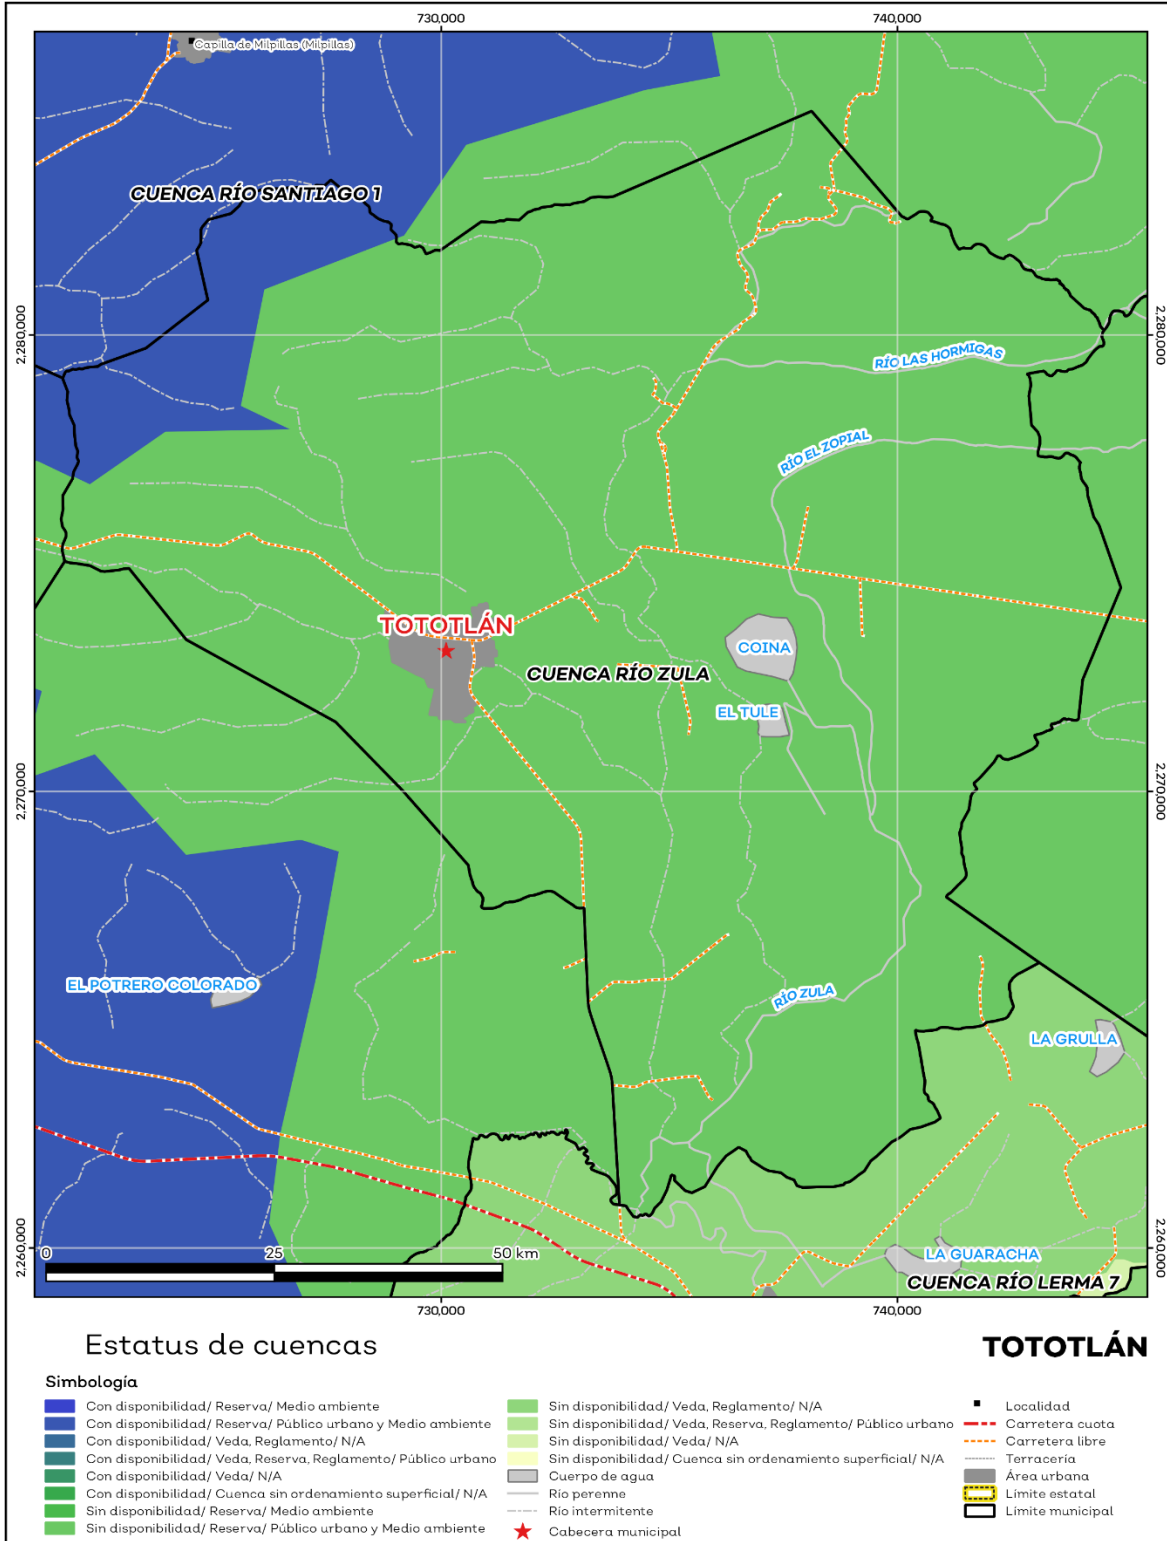 730,000
740,000
Capilla de Milpillas (Milpillas)
CUENCA RÍO SANTIAGO 1
2,280,000
2,280,000
RÍO LAS HORMIGAS
RÍO EL ZOPIAL
TOTOTLÁN
COINA
CUENCA RÍO ZULA
EL TULE
2,270,000
2,270,000
EL POTRERO COLORADO
RÍO ZULA
LA GRULLA
2,260,000
2,260,000
0 25 50 km
LA GUARACHA
CUENCA RÍO LERMA 7
730,000
740,000
Estatus de cuencas
TOTOTLÁN
Simbología
Con disponibilidad/ Reserva/ Medio ambiente
Con disponibilidad/ Reserva/ Público urbano y Medio ambiente
Con disponibilidad/ Veda, Reglamento/ N/A
Con disponibilidad/ Veda, Reserva, Reglamento/ Público urbano
Con disponibilidad/ Veda/ N/A
Con disponibilidad/ Cuenca sin ordenamiento superficial/ N/A
Sin disponibilidad/ Reserva/ Medio ambiente
Sin disponibilidad/ Reserva/ Público urbano y Medio ambiente
Sin disponibilidad/ Veda, Reglamento/ N/A
Sin disponibilidad/ Veda, Reserva, Reglamento/ Público urbano
Sin disponibilidad/ Veda/ N/A
Sin disponibilidad/ Cuenca sin ordenamiento superficial/ N/A
Cuerpo de agua
Río perenne
Río intermitente
Cabecera municipal
Localidad
Carretera cuota
Carretera libre
Terracería
Área urbana
Límite estatal
Límite municipal